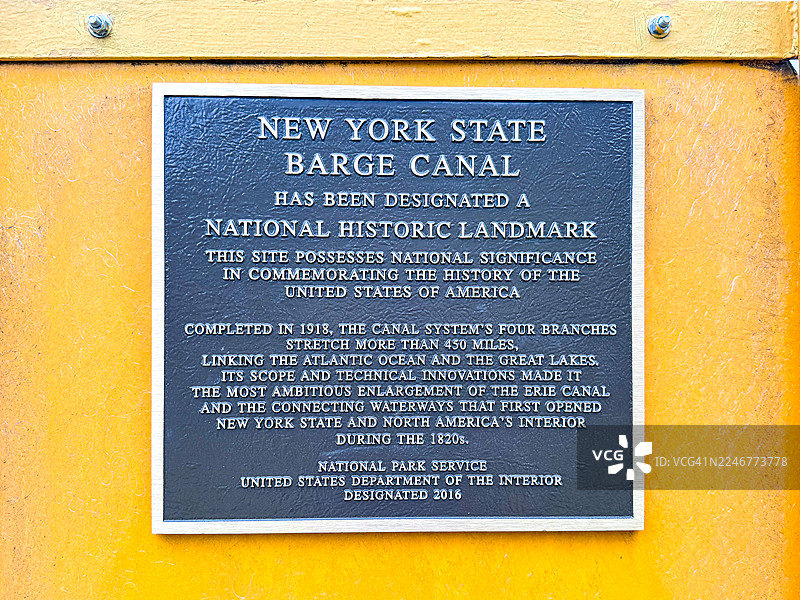 NEW YORK STATE
BARGE CANAL
HAS BEEN DESIGNATED A
NATIONAL HISTORIC LANDMARK
THIS SITE POSSESSES NATIONAL SIGNIFICANCE
IN COMMEMORATING THE HISTORY OF THE
UNITED STATES OF AMERICA
COMPLETED IN 1918, THE CANAL SYSTEM'S FOUR BRANCHES
STRETCH MORE THAN 450 MILES,
LINKING THE ATLANTIC OCEAN AND THE GREAT LAKES.
ITS SCOPE AND TECHNICAL INNOVATIONS MADE IT
THE MOST AMBITIOUS ENLARGEMENT OF THE ERIE CANAL
AND THE CONNECTING WATERWAYS THAT FIRST OPENED
NEW YORK STATE AND NORTH AMERICA'S INTERIOR
DURING THE 1820s.
NATIONAL PARK SERVICE
UNITED STATES DEPARTMENT OF THE INTERIOR
DESIGNATED 2016
VCG
ID: VCG41N2246773778